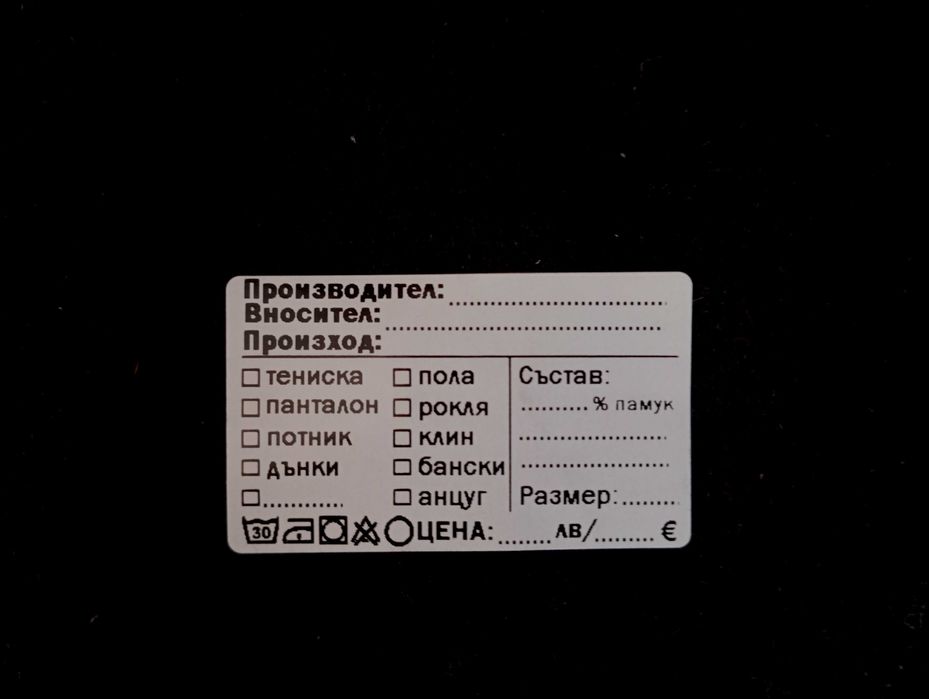 Производител:........................................
Вносител:..................................................
Произход:
☐ тениска ☐ пола Състав:
☐ панталон ☐ рокля ..........% памук
☐ потник ☐ клин ......................
☐ дънки ☐ бански ......................
☐ ............ ☐ анцуг Размер:........
30 ЦЕНА:........лв/.........€